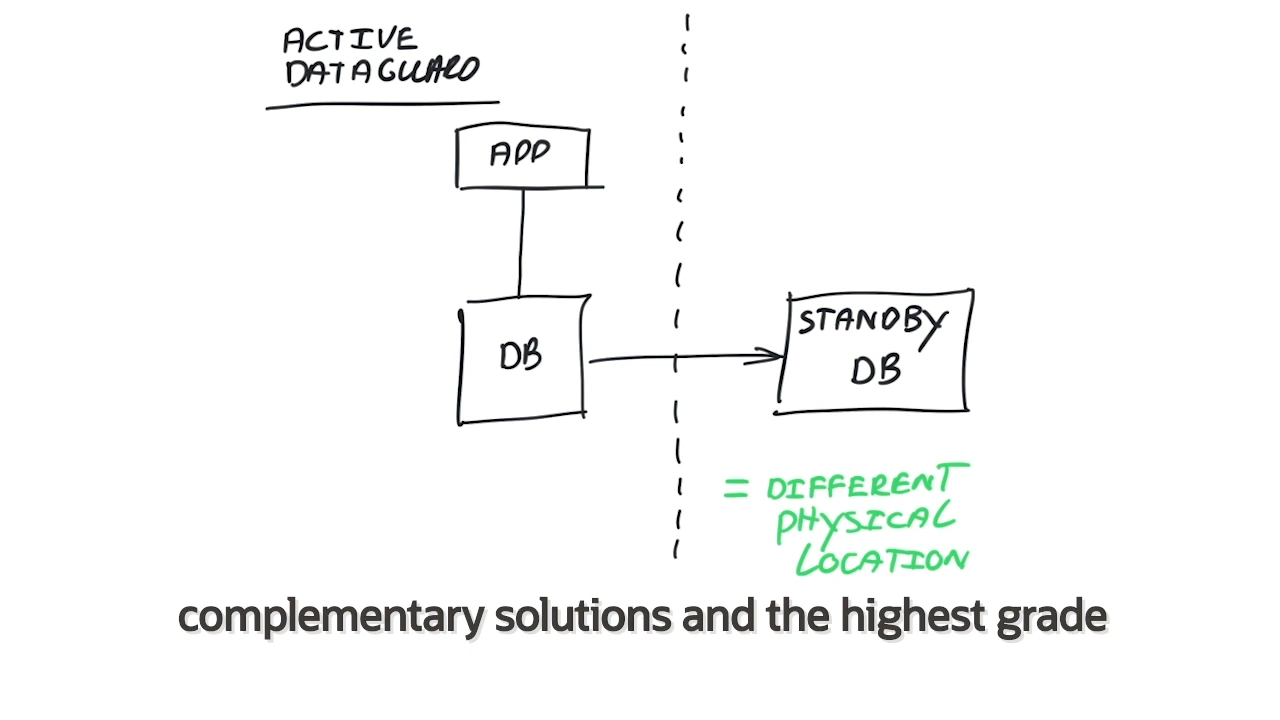 ACTIVE
DATAGUARD
APP
DB
STANDBY
DB
= DIFFERENT
PHYSICAL
LOCATION
complementary solutions and the highest grade